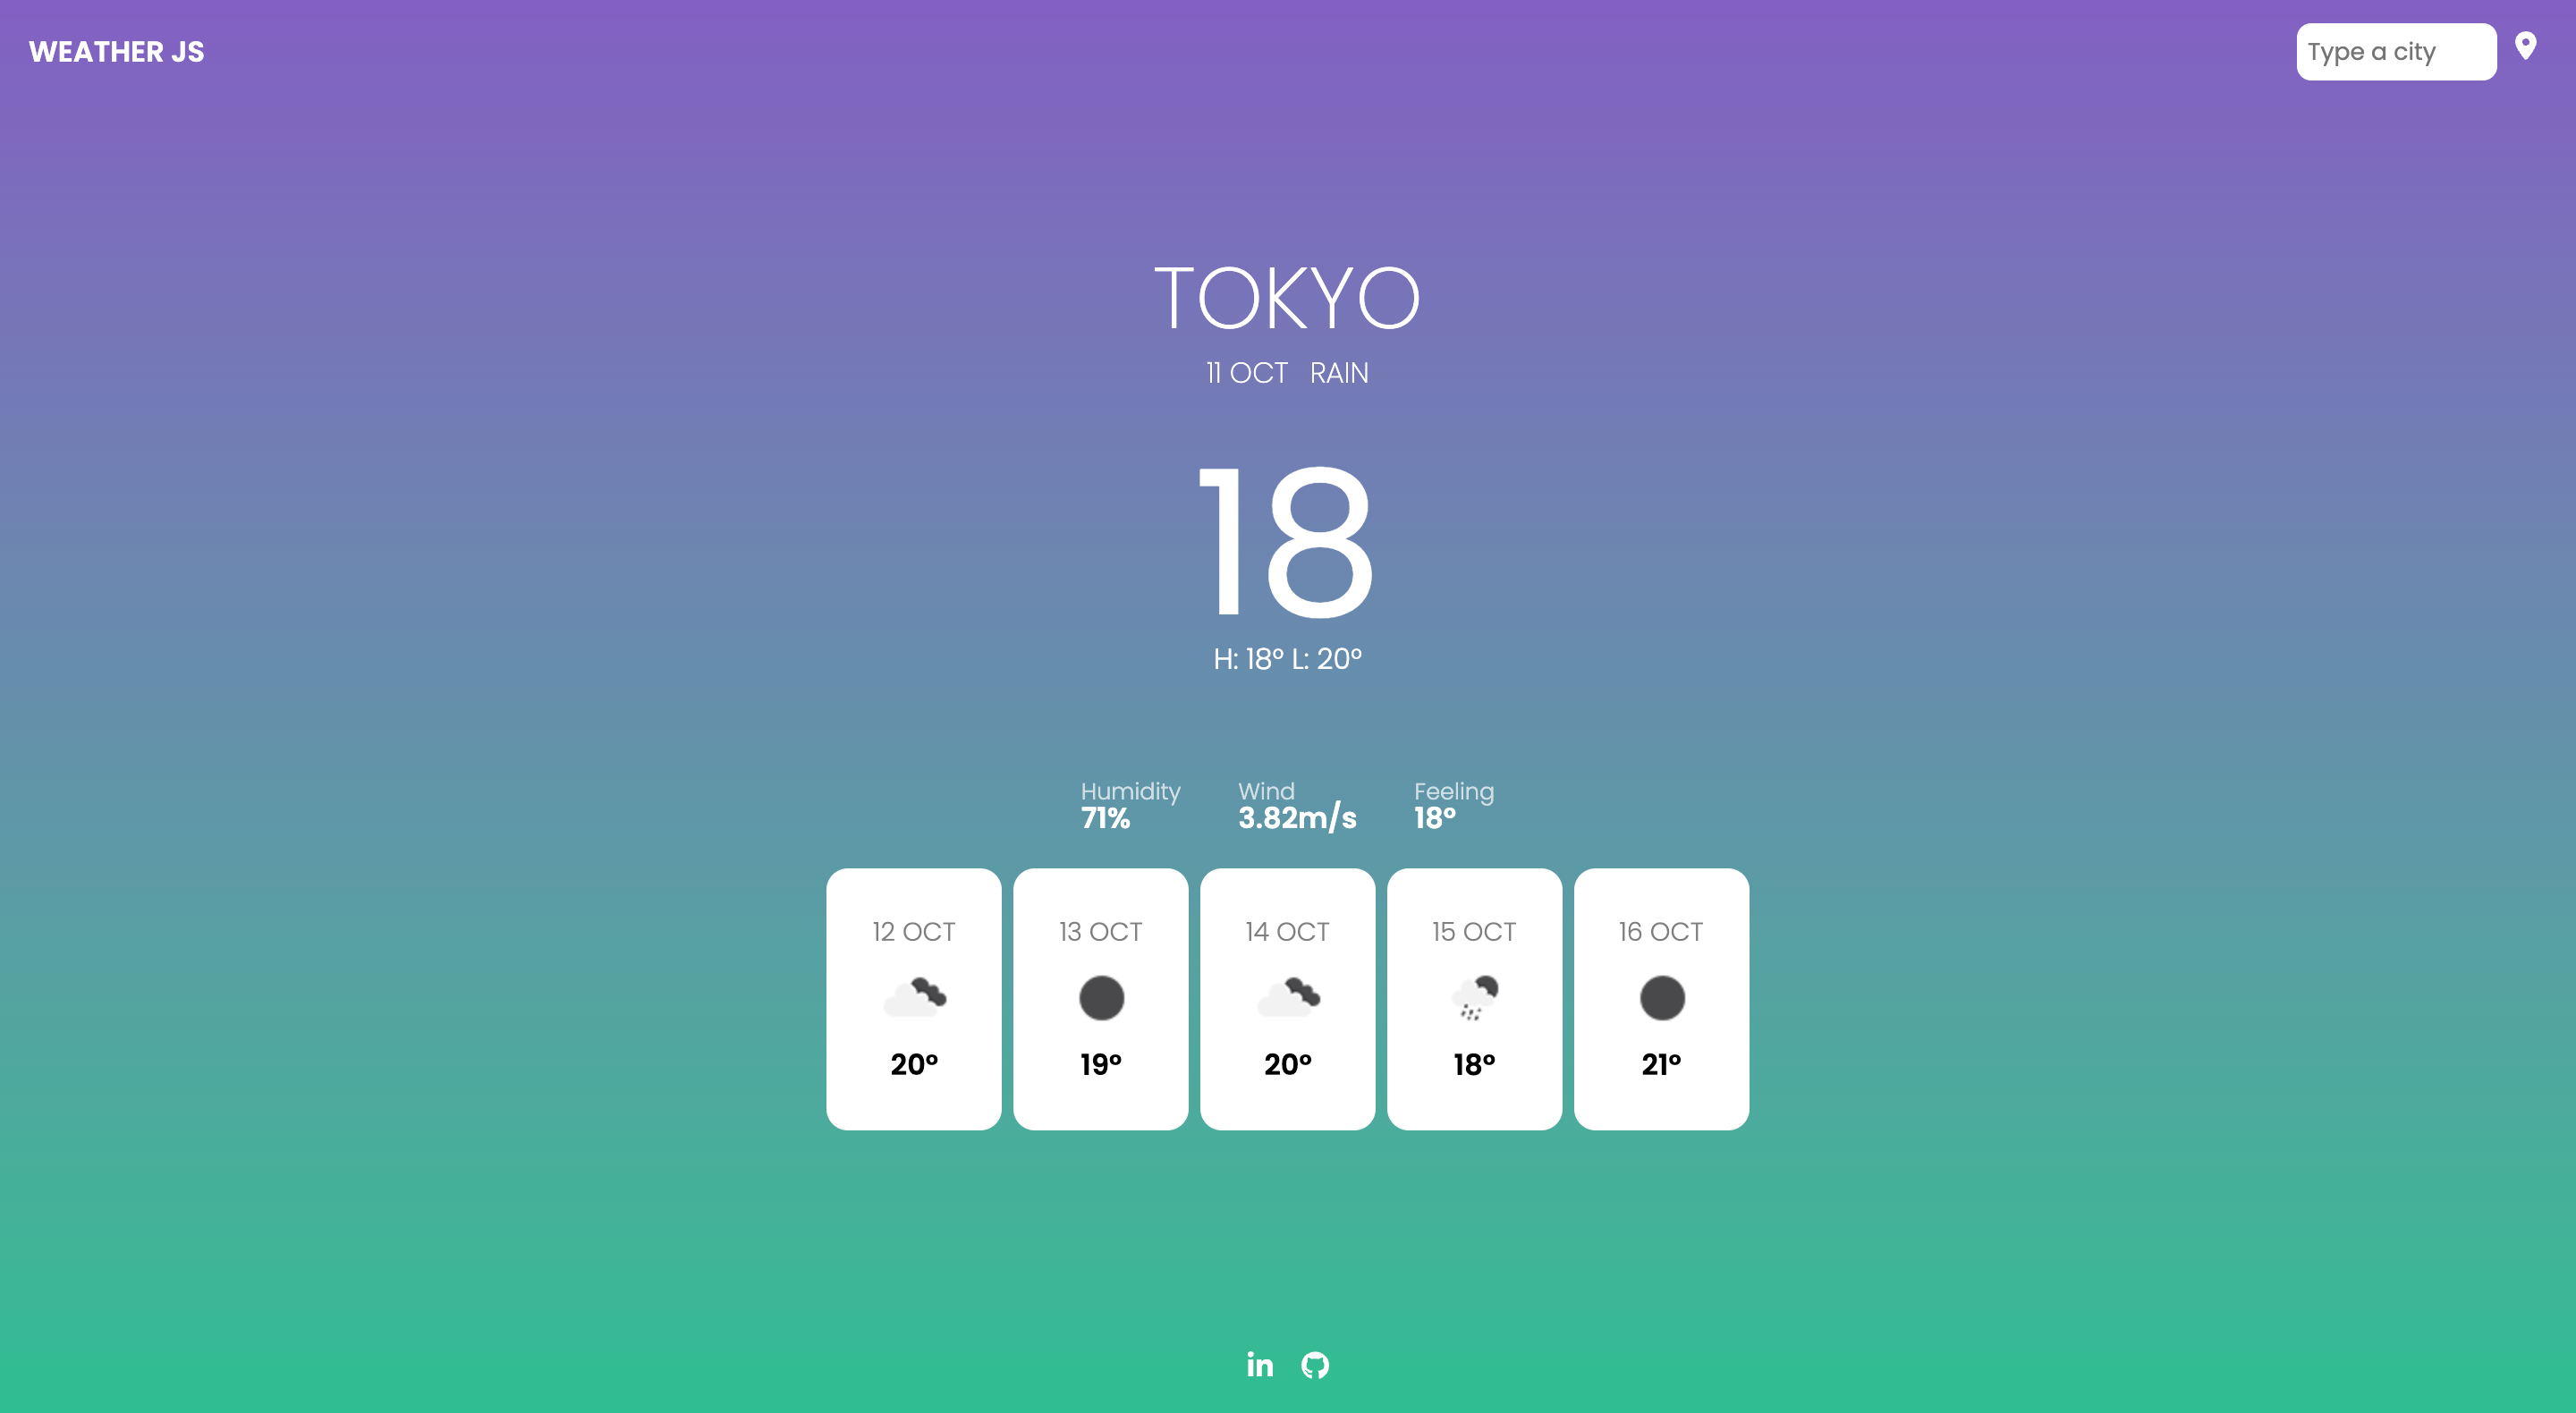 WEATHER JS
Type a city
TOKYO
11 OCT RAIN
18
H: 18° L: 20°
Humidity Wind Feeling
71% 3.82m/s 18°
12 OCT 13 OCT 14 OCT 15 OCT 16 OCT
20° 19° 20° 18° 21°
in